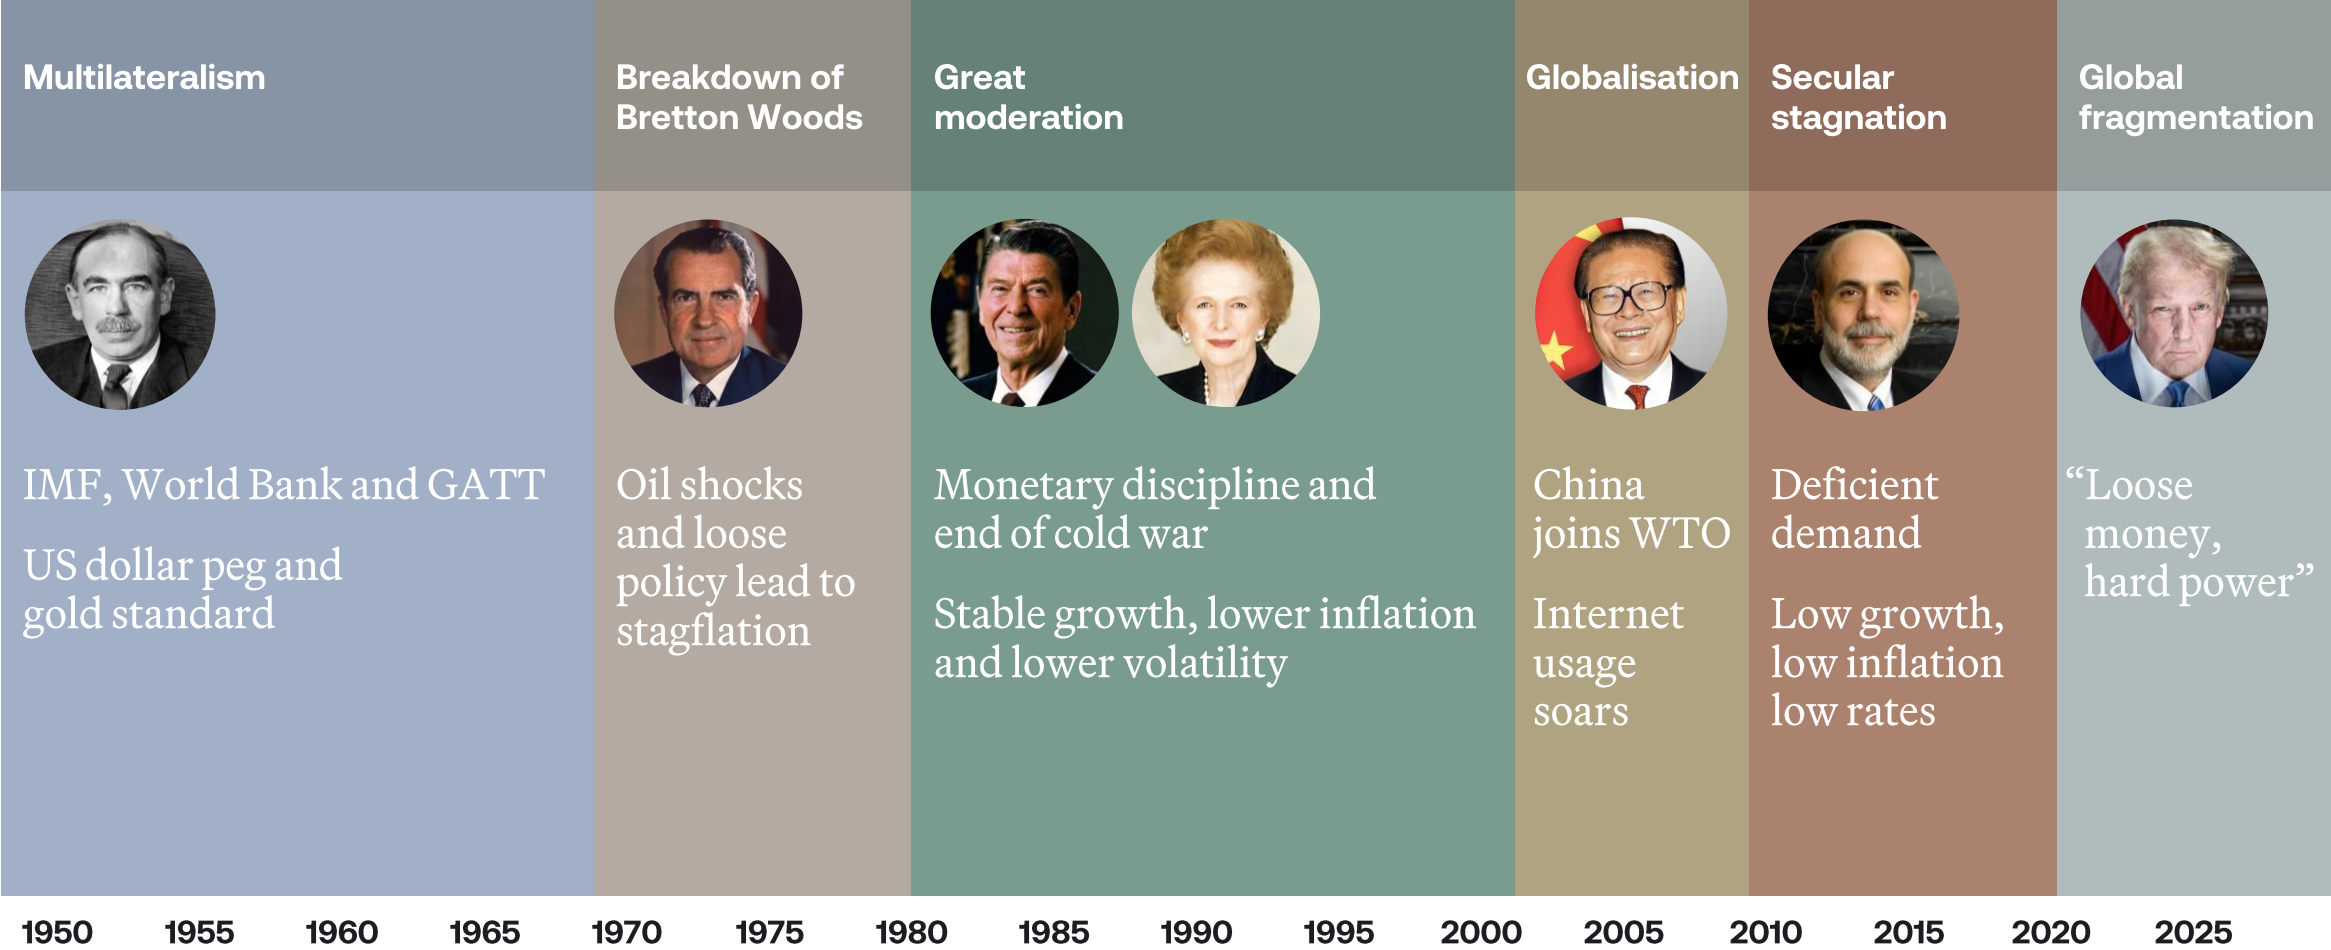 Multilateralism
IMF, World Bank and GATT
US dollar peg and
gold standard
Breakdown of
Bretton Woods
Oil shocks
and loose
policy lead to
stagflation
Great
moderation
Monetary discipline and
end of cold war
Stable growth, lower inflation
and lower volatility
Globalisation
China
joins WTO
Internet
usage
soars
Secular
stagnation
Deficient
demand
Low growth,
low inflation
low rates
Global
fragmentation
“Loose
money,
hard power”
1950 1955 1960 1965 1970 1975 1980 1985 1990 1995 2000 2005 2010 2015 2020 2025